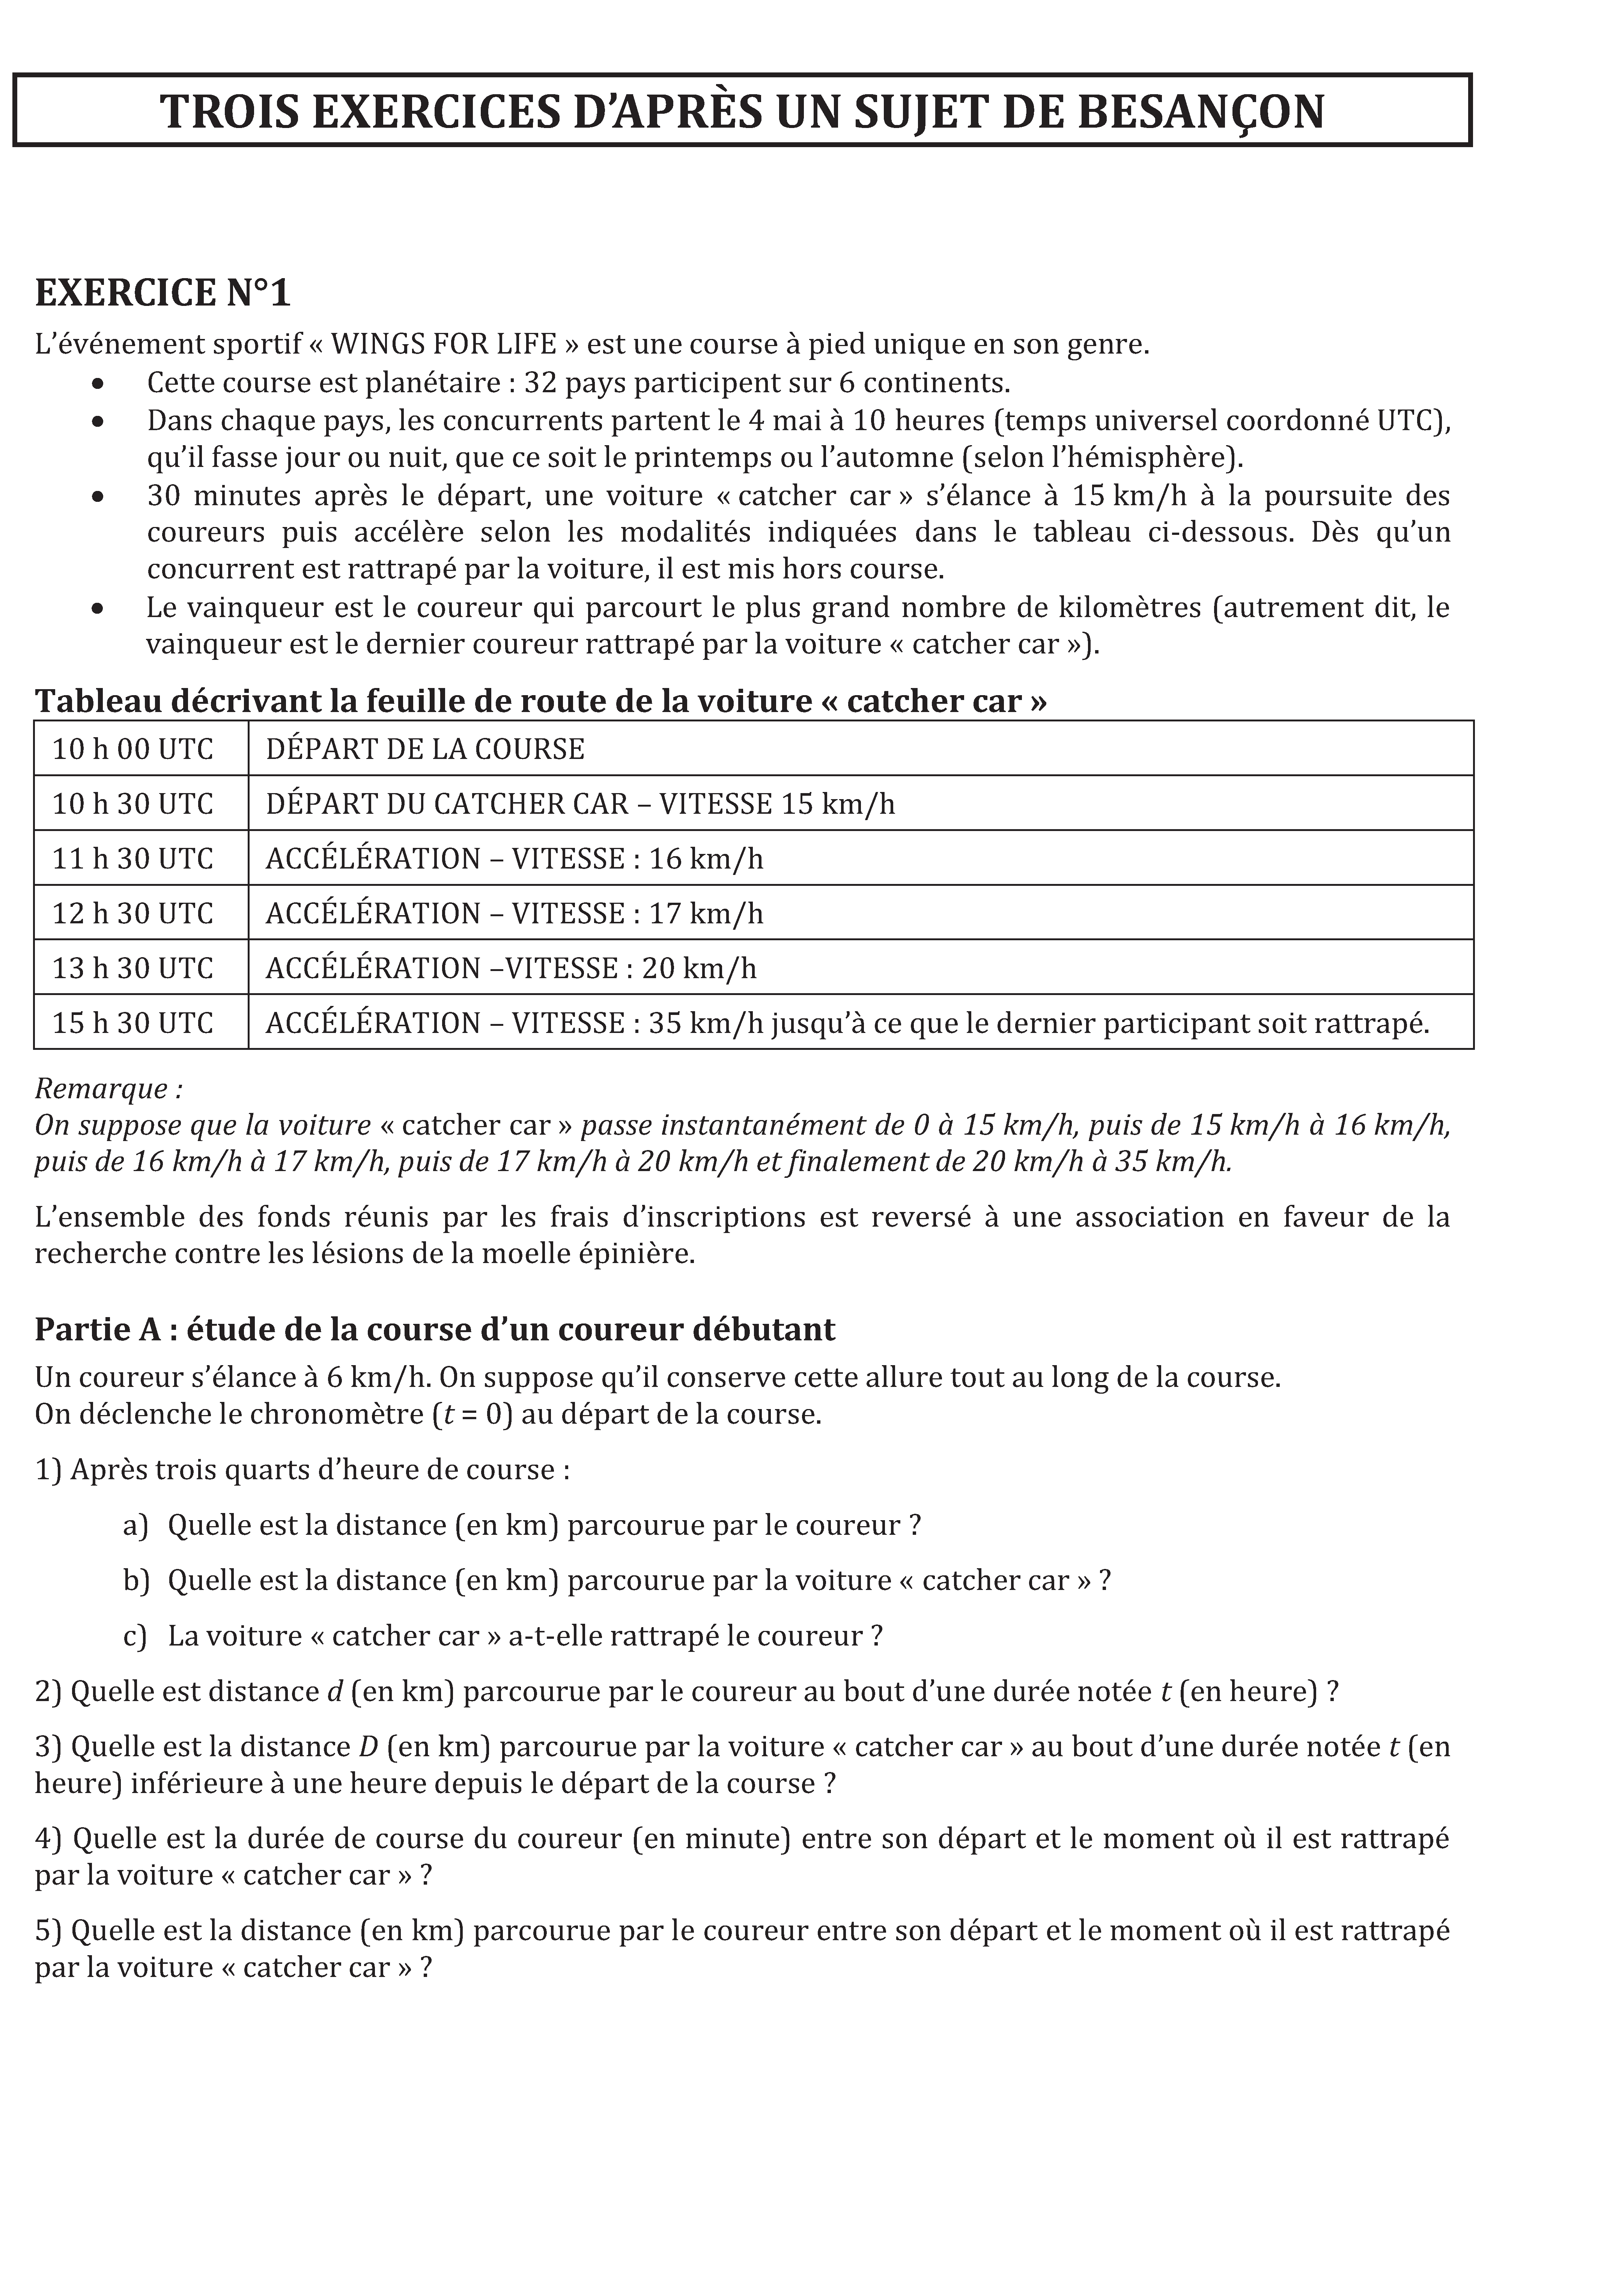 TROIS EXERCICES D’APRÈS UN SUJET DE BESANÇON
EXERCICE N°1
L’événement sportif « WINGS FOR LIFE » est une course à pied unique en son genre.
• Cette course est planétaire : 32 pays participent sur 6 continents.
• Dans chaque pays, les concurrents partent le 4 mai à 10 heures (temps universel coordonné UTC),
qu’il fasse jour ou nuit, que ce soit le printemps ou l’automne (selon l’hémisphère).
• 30 minutes après le départ, une voiture « catcher car » s’élance à 15 km/h à la poursuite des
coureurs puis accélère selon les modalités indiquées dans le tableau ci-dessous. Dès qu’un
concurrent est rattrapé par la voiture, il est mis hors course.
• Le vainqueur est le coureur qui parcourt le plus grand nombre de kilomètres (autrement dit, le
vainqueur est le dernier coureur rattrapé par la voiture « catcher car »).
Tableau décrivant la feuille de route de la voiture « catcher car »
10 h 00 UTC DÉPART DE LA COURSE
10 h 30 UTC DÉPART DU CATCHER CAR – VITESSE 15 km/h
11 h 30 UTC ACCÉLÉRATION – VITESSE : 16 km/h
12 h 30 UTC ACCÉLÉRATION – VITESSE : 17 km/h
13 h 30 UTC ACCÉLÉRATION –VITESSE : 20 km/h
15 h 30 UTC ACCÉLÉRATION – VITESSE : 35 km/h jusqu’à ce que le dernier participant soit rattrapé.
Remarque :
On suppose que la voiture « catcher car » passe instantanément de 0 à 15 km/h, puis de 15 km/h à 16 km/h,
puis de 16 km/h à 17 km/h, puis de 17 km/h à 20 km/h et finalement de 20 km/h à 35 km/h.
L’ensemble des fonds réunis par les frais d’inscriptions est reversé à une association en faveur de la
recherche contre les lésions de la moelle épinière.
Partie A : étude de la course d’un coureur débutant
Un coureur s’élance à 6 km/h. On suppose qu’il conserve cette allure tout au long de la course.
On déclenche le chronomètre (t = 0) au départ de la course.
1) Après trois quarts d’heure de course :
a) Quelle est la distance (en km) parcourue par le coureur ?
b) Quelle est la distance (en km) parcourue par la voiture « catcher car » ?
c) La voiture « catcher car » a-t-elle rattrapé le coureur ?
2) Quelle est distance d (en km) parcourue par le coureur au bout d’une durée notée t (en heure) ?
3) Quelle est la distance D (en km) parcourue par la voiture « catcher car » au bout d’une durée notée t (en
heure) inférieure à une heure depuis le départ de la course ?
4) Quelle est la durée de course du coureur (en minute) entre son départ et le moment où il est rattrapé
par la voiture « catcher car » ?
5) Quelle est la distance (en km) parcourue par le coureur entre son départ et le moment où il est rattrapé
par la voiture « catcher car » ?